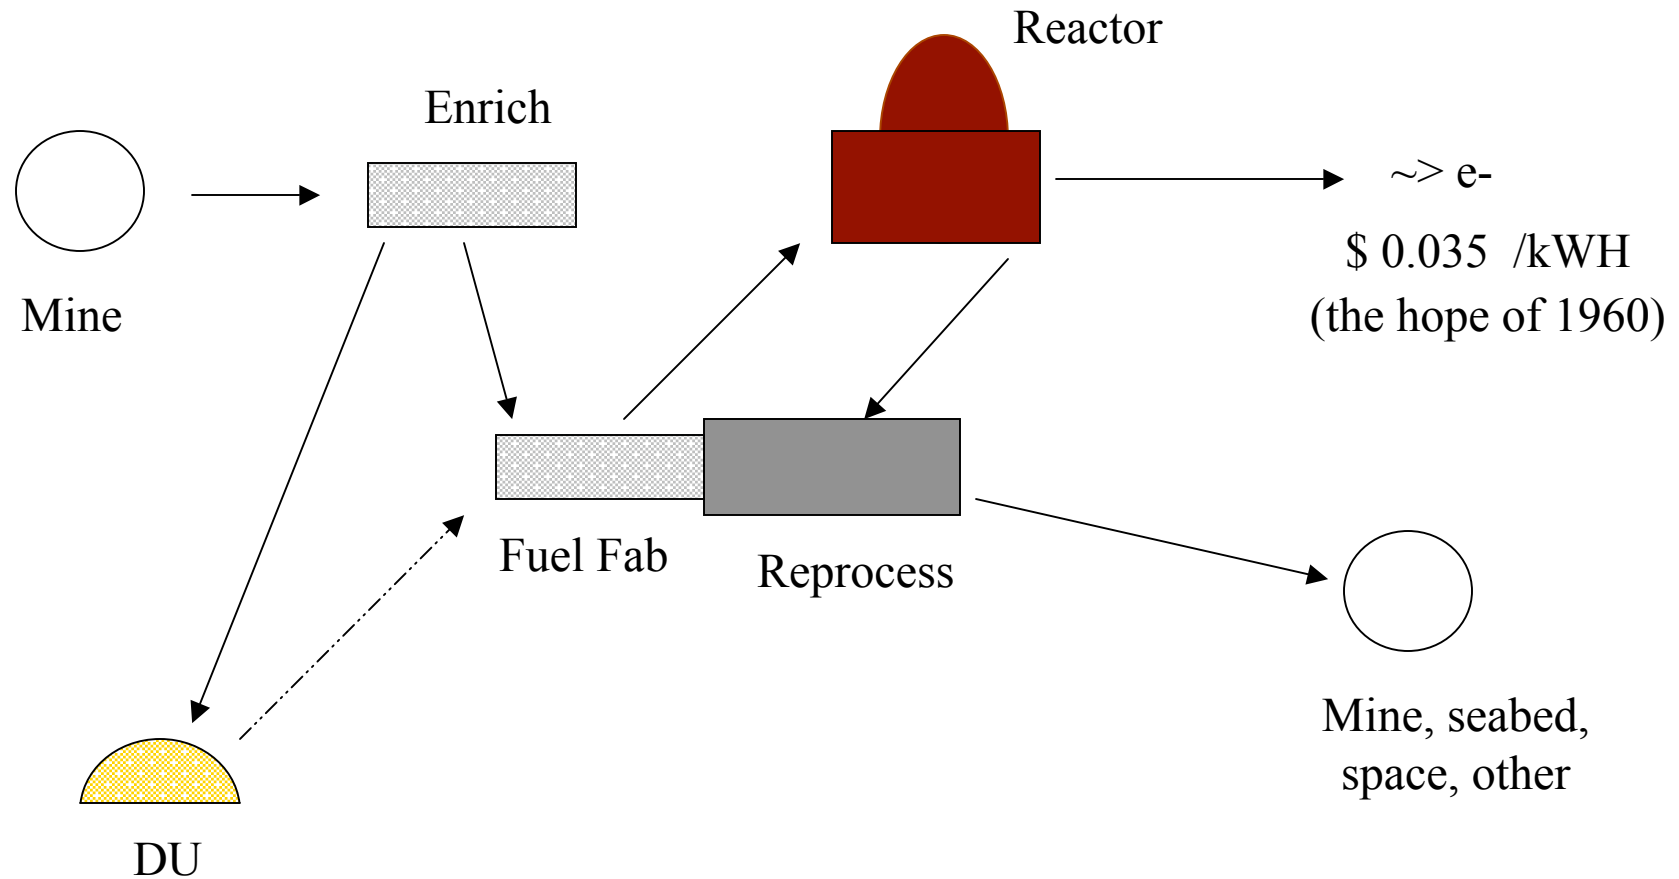 Reactor
Enrich
~> e-
$ 0.035 /kWH
(the hope of 1960)
Mine
Fuel Fab
Reprocess
Mine, seabed,
space, other
DU